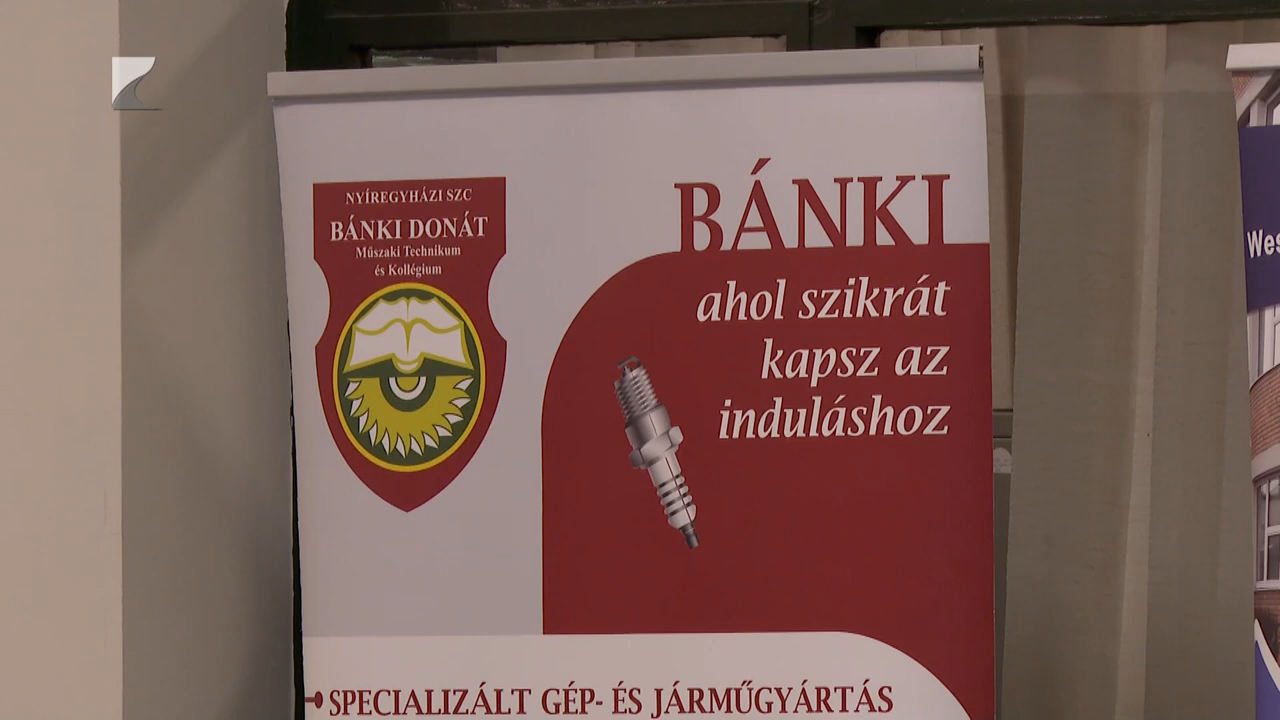 NYÍREGYHÁZI SZC
BÁNKI DONÁT
Műszaki Technikum
és Kollégium
BÁNKI
ahol szikrát
kapsz az
induláshoz
SPECIALIZÁLT GÉP- ÉS JÁRMŰGYÁRTÁS